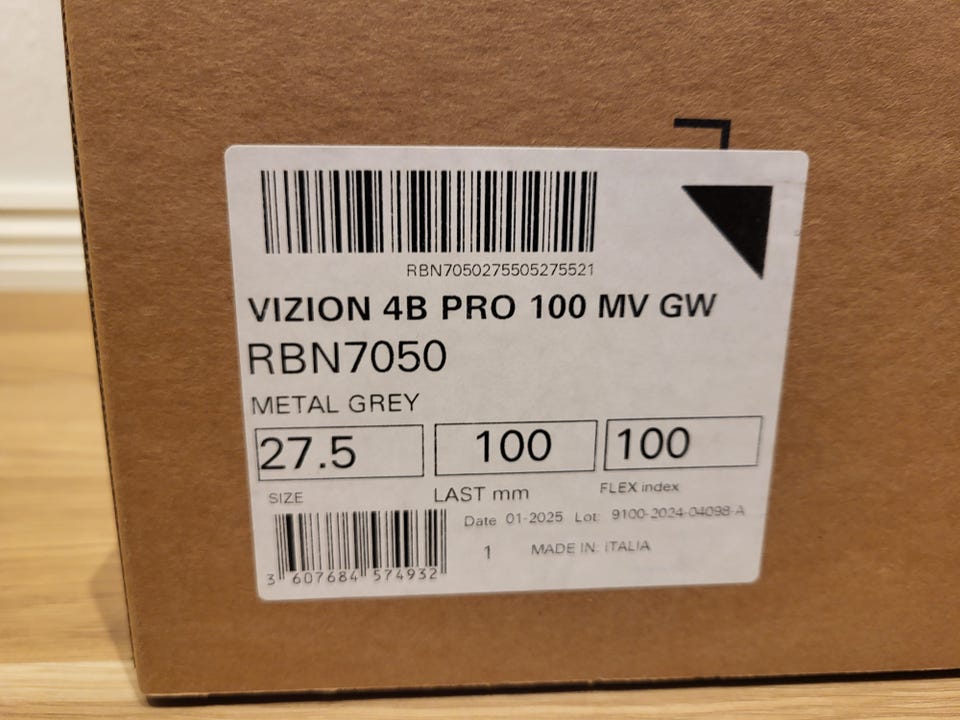 RBN7050275505275521
VIZION 4B PRO 100 MV GW
RBN7050
METAL GREY
27.5 100 100
SIZE LAST mm FLEX index
Date 01-2025 Lot: 9100-2024-04098-A
1 MADE IN: ITALIA
3 607684 574932